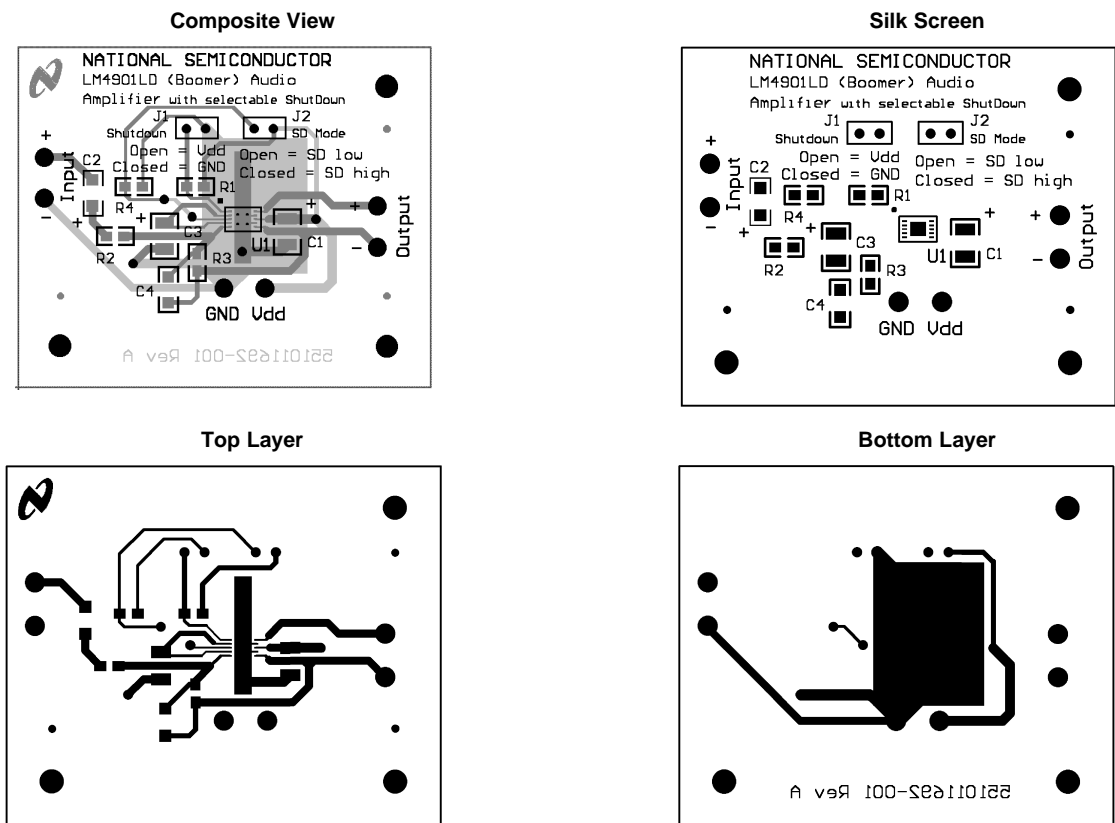 Composite View
NATIONAL SEMICONDUCTOR
LM4901LD (Boomer) Audio
Amplifier with selectable ShutDown
J1 J2
Shutdown SD Mode
Open = Vdd Open = SD low
Closed = GND Closed = SD high
+ Input -
C2
R4
R1
+
+
C3
+
R2
R3
U1
C1
C4
+ Output -
GND Vdd
551011692-001 Rev A
Silk Screen
NATIONAL SEMICONDUCTOR
LM4901LD (Boomer) Audio
Amplifier with selectable ShutDown
J1 J2
Shutdown SD Mode
Open = Vdd Open = SD low
Closed = GND Closed = SD high
+ Input -
C2
R4
R1
+
+
C3
+
R2
R3
U1
C1
C4
+ Output -
GND Vdd
Top Layer
N
Bottom Layer
551011692-001 Rev A